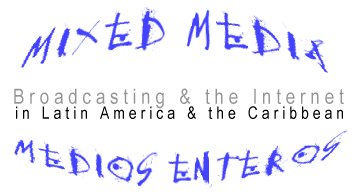 MIXED MEDIA
Broadcasting & the Internet
in Latin America & the Caribbean
MEDIOS ENTEROS